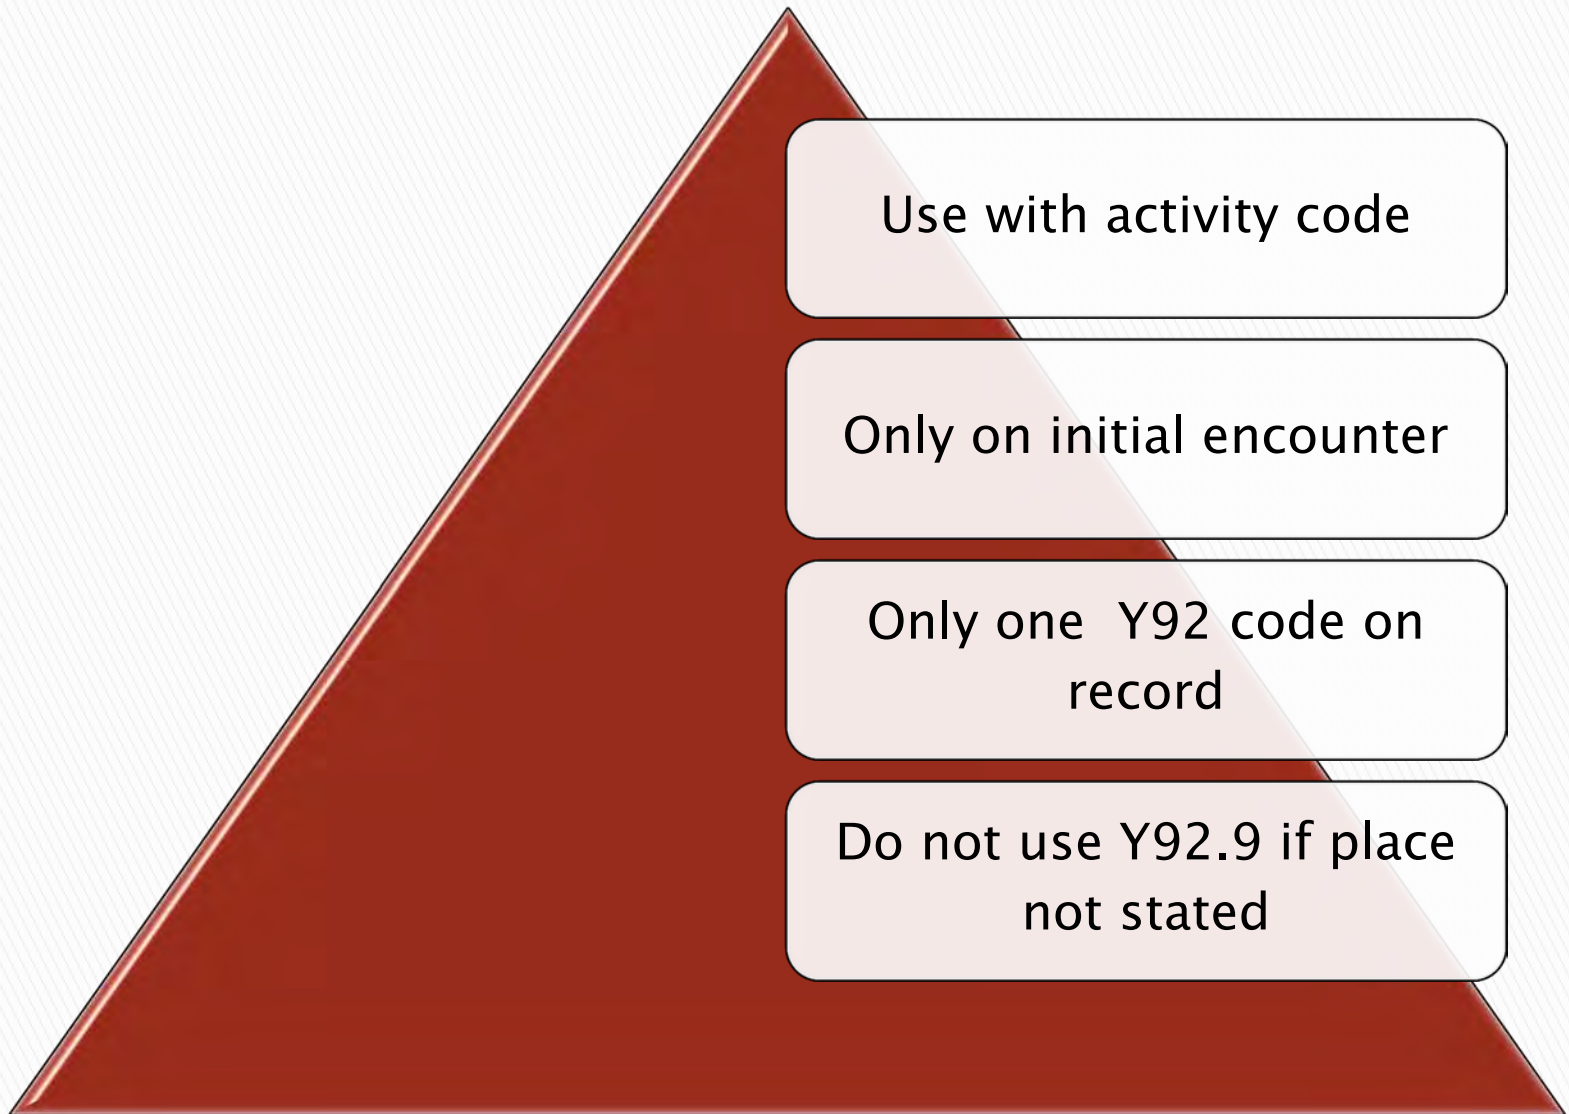 Use with activity code
Only on initial encounter
Only one  Y92 code on
record
Do not use Y92.9 if place
not stated